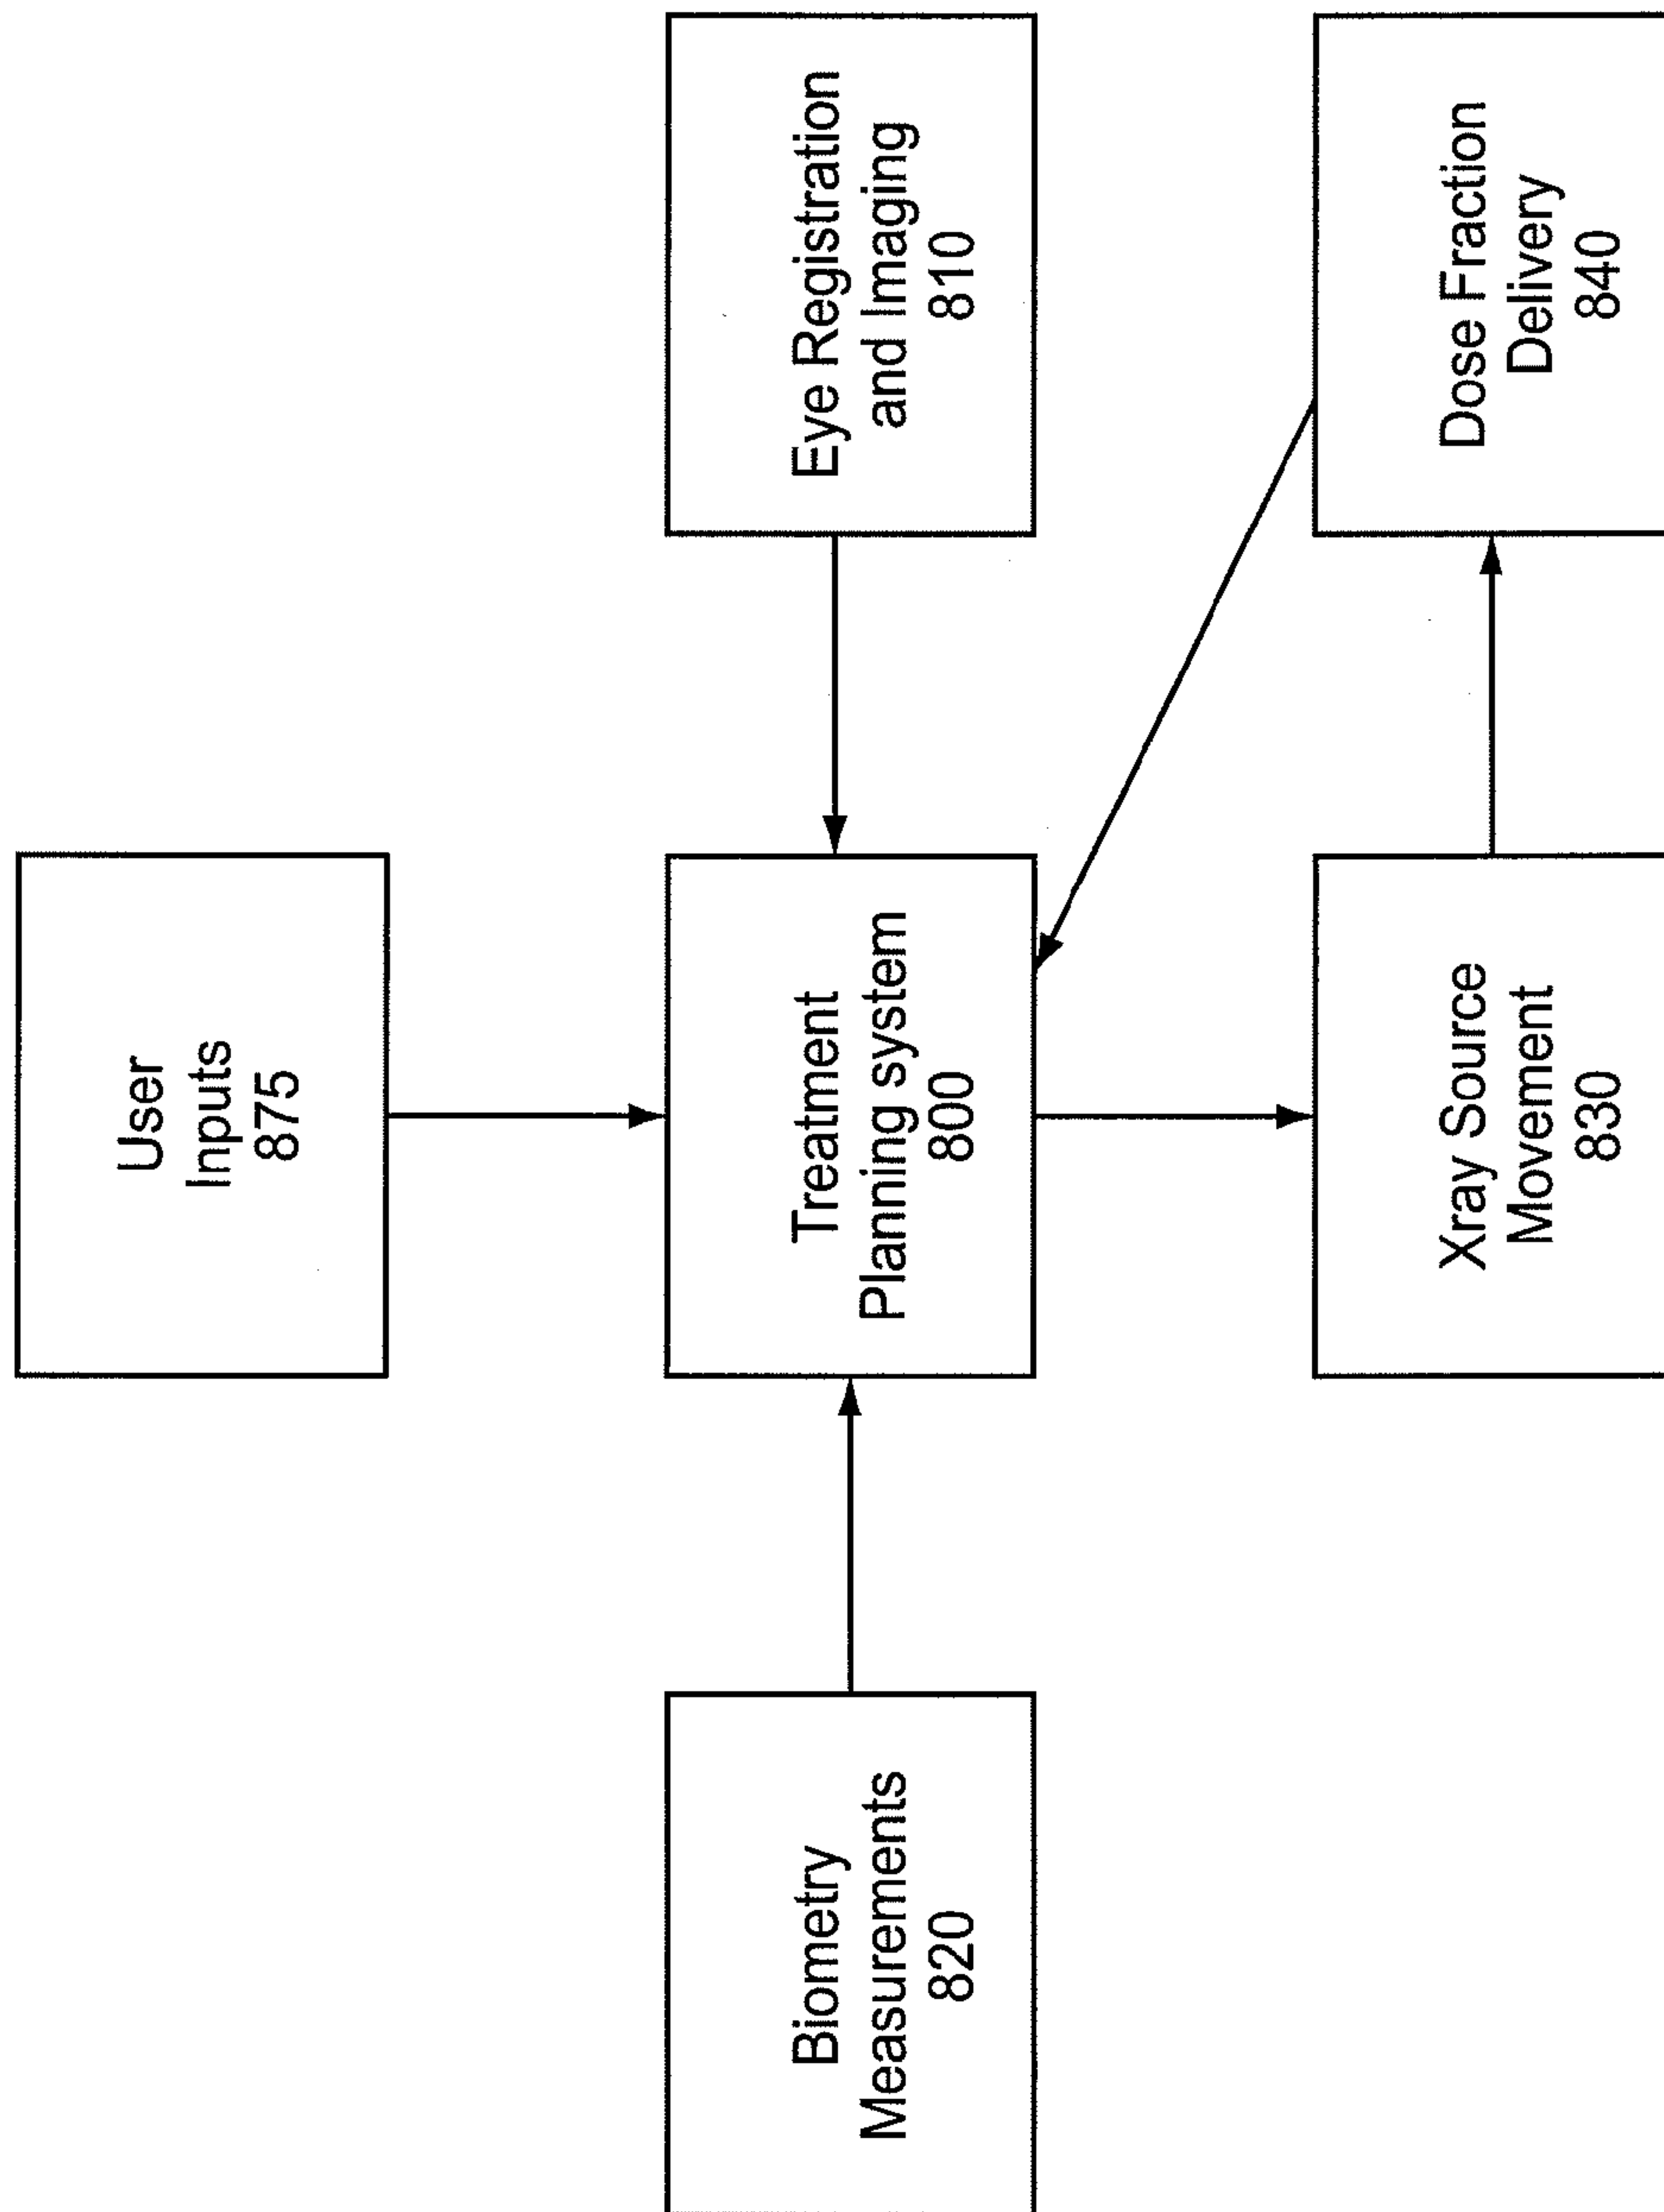 User
Inputs
875
Biometry
Measurements
820
Treatment
Planning system
800
Eye Registration
and Imaging
810
Xray Source
Movement
830
Dose Fraction
Delivery
840